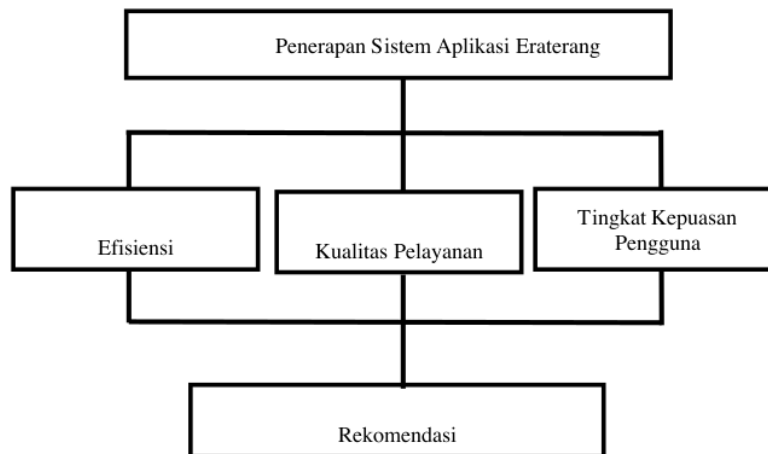 Penerapan Sistem Aplikasi Eraterang
Efisiensi
Kualitas Pelayanan
Tingkat Kepuasan
Pengguna
Rekomendasi